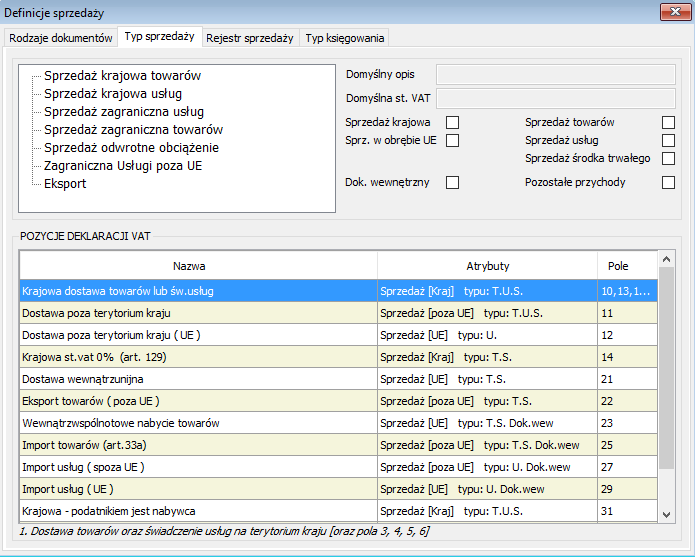 Definicje sprzedaży
Rodzaje dokumentów Typ sprzedaży Rejestr sprzedaży Typ księgowania
Sprzedaż krajowa towarów
Sprzedaż krajowa usług
Sprzedaż zagraniczna usług
Sprzedaż zagraniczna towarów
Sprzedaż odwrotne obciążenie
Zagraniczna Usługi poza UE
Eksport
Domyślny opis
Domyślna st. VAT
Sprzedaż krajowa Sprzedaż towarów
Sprz. w obrębie UE Sprzedaż usług
Sprzedaż środka trwałego
Dok. wewnętrzny Pozostałe przychody
POZYCJE DEKLARACJI VAT
Nazwa Atrybuty Pole
Krajowa dostawa towarów lub św.usług Sprzedaż [Kraj] typu: T.U.S. 10,13,1...
Dostawa poza terytorium kraju Sprzedaż [poza UE] typu: T.U.S. 11
Dostawa poza terytorium kraju ( UE ) Sprzedaż [UE] typu: U. 12
Krajowa st.vat 0% (art. 129) Sprzedaż [Kraj] typu: T.S. 14
Dostawa wewnątrzunijna Sprzedaż [UE] typu: T.S. 21
Eksport towarów ( poza UE ) Sprzedaż [poza UE] typu: T.S. 22
Wewnątrzwspólnotowe nabycie towarów Sprzedaż [UE] typu: T.S. Dok.wew 23
Import towarów (art.33a) Sprzedaż [poza UE] typu: T.S. Dok.wew 25
Import usług ( spoza UE ) Sprzedaż [poza UE] typu: U. Dok.wew 27
Import usług ( UE ) Sprzedaż [UE] typu: U. Dok.wew 29
Krajowa - podatnikiem jest nabywca Sprzedaż [Kraj] typu: T.U.S. 31
1. Dostawa towarów oraz świadczenie usług na terytorium kraju [oraz pola 3, 4, 5, 6]